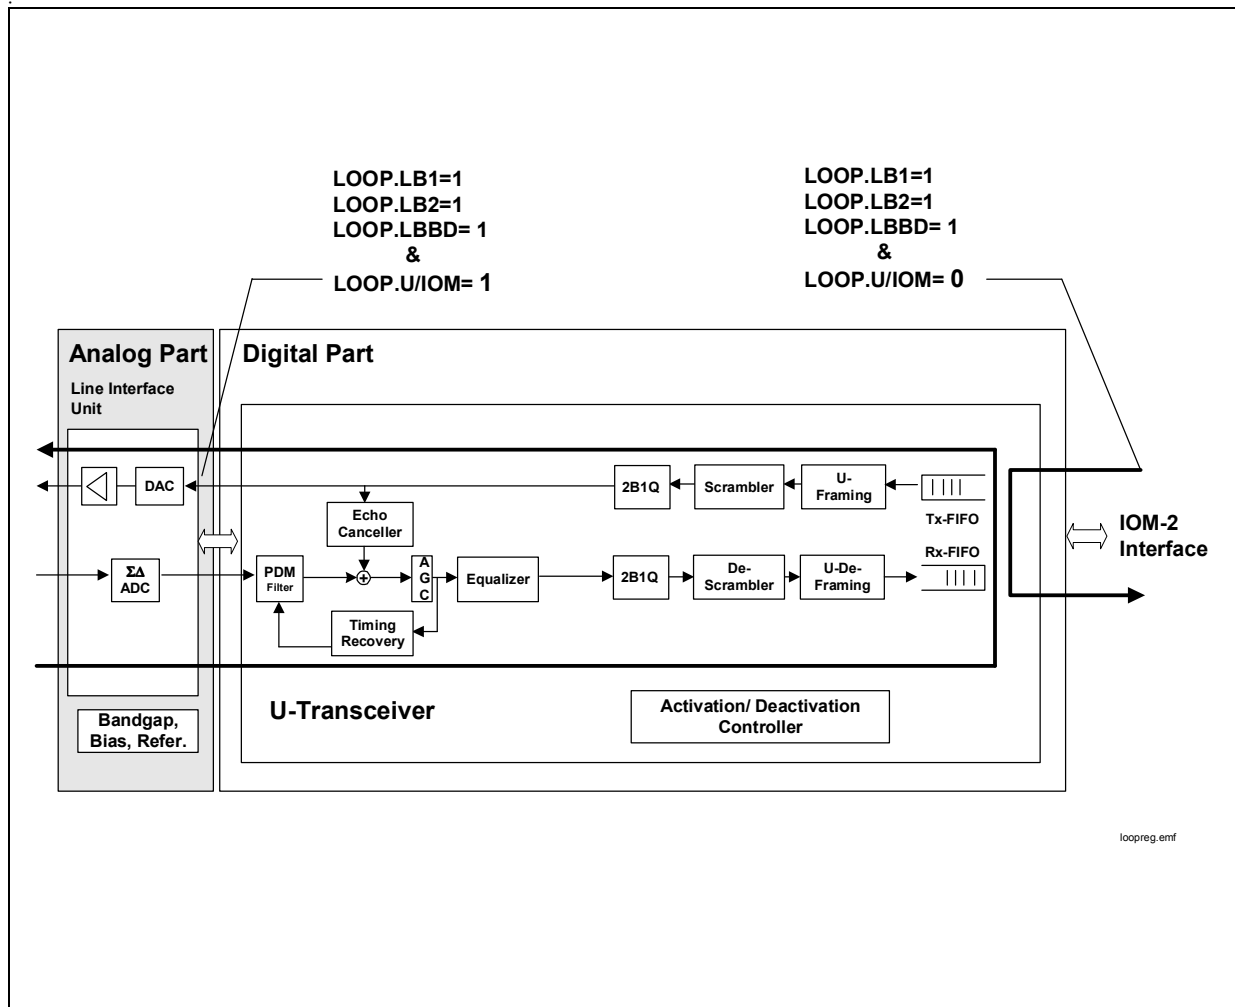 LOOP.LB1=1
LOOP.LB2=1
LOOP.LBBD= 1
&
LOOP.U/IOM= 1
LOOP.LB1=1
LOOP.LB2=1
LOOP.LBBD= 1
&
LOOP.U/IOM= 0
Analog Part
Digital Part
Line Interface
Unit
DAC
2B1Q
Scrambler
U-
Framing
Tx-FIFO
Echo
Canceller
IOM-2
Interface
Rx-FIFO
ΣΔ
ADC
PDM
Filter
+
A
G
C
Equalizer
2B1Q
De-
Scrambler
U-De-
Framing
Timing
Recovery
U-Transceiver
Activation/ Deactivation
Controller
Bandgap,
Bias, Refer.
loopreg.emf